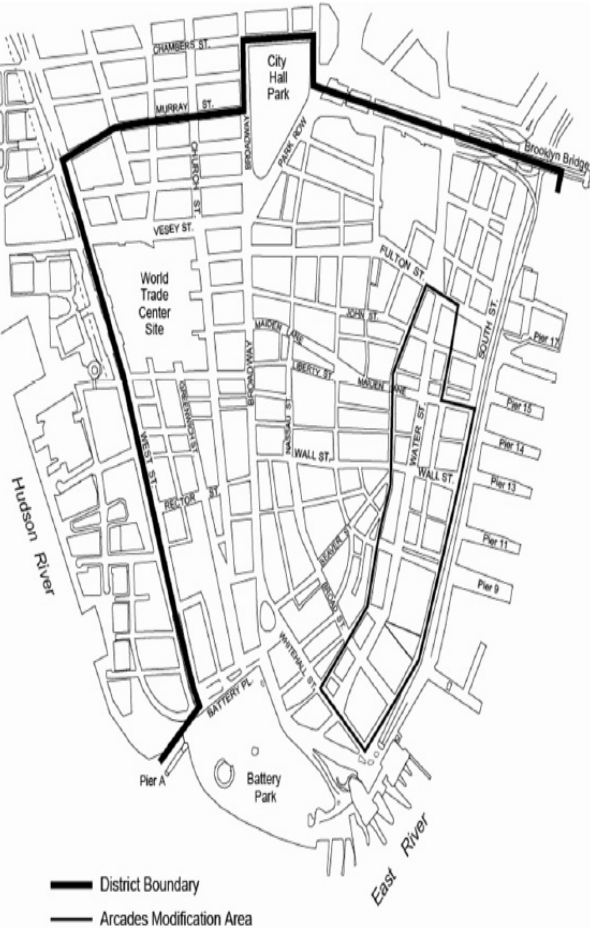 CHAMBERS ST.
City
Hall
Park
MURRAY ST.
BROADWAY
PARK ROW
Brooklyn Bridge
CHURCH ST.
VESEY ST.
FULTON ST.
World
Trade
Center
Site
JOHN ST.
SOUTH ST.
Pier 17
MAIDEN LANE
LIBERTY ST
MAIDEN LANE
BROADWAY
GREENWICH ST
NASSAU ST
Pier 15
WATER ST
WEST ST.
WALL ST.
Pier 14
WALL ST.
Pier 13
RECTOR ST.
Hudson River
BEAVER ST
Pier 11
BROAD ST.
Pier 9
WHITEHALL ST.
BATTERY PL.
Pier A
Battery
Park
East River
District Boundary
Arcades Modification Area